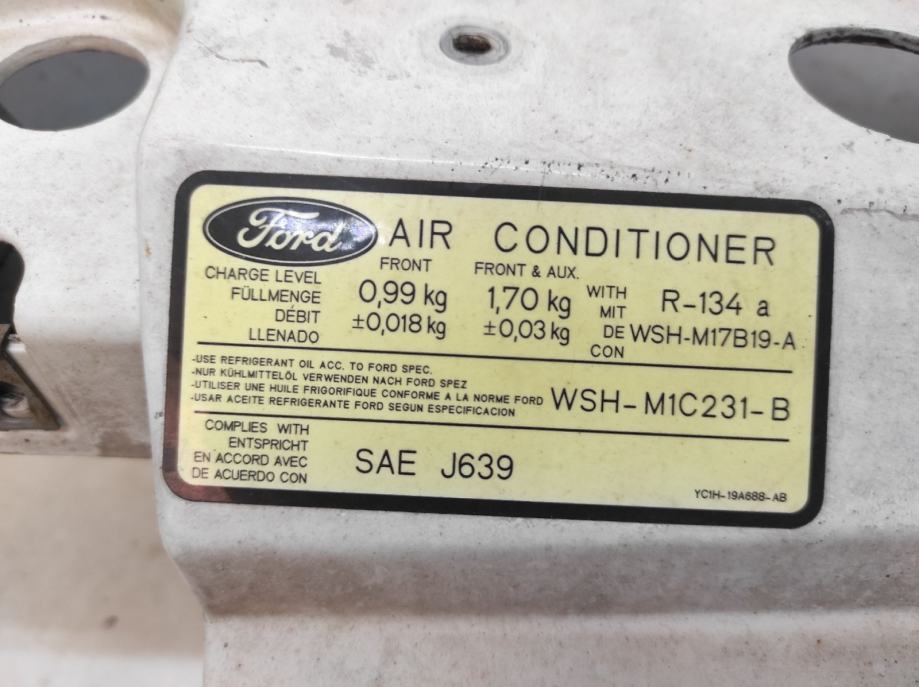 Ford AIR CONDITIONER
FRONT FRONT & AUX.
CHARGE LEVEL
FÜLLMENGE
DÉBIT
LLENADO
0,99 kg 1,70 kg
±0,018 kg ±0,03 kg
WITH
MIT
DE
CON
R-134 a
WSH-M17B19-A
-USE REFRIGERANT OIL ACC. TO FORD SPEC.
-NUR KÜHLMITTELÖL VERWENDEN NACH FORD SPEZ
-UTILISER UNE HUILE FRIGORIFIQUE CONFORME A LA NORME FORD
-USAR ACEITE REFRIGERANTE FORD SEGUN ESPECIFICACION
WSH-M1C231-B
COMPLIES WITH
ENTSPRICHT
EN ACCORD AVEC
DE ACUERDO CON
SAE J639
YC1H-19A688-AB